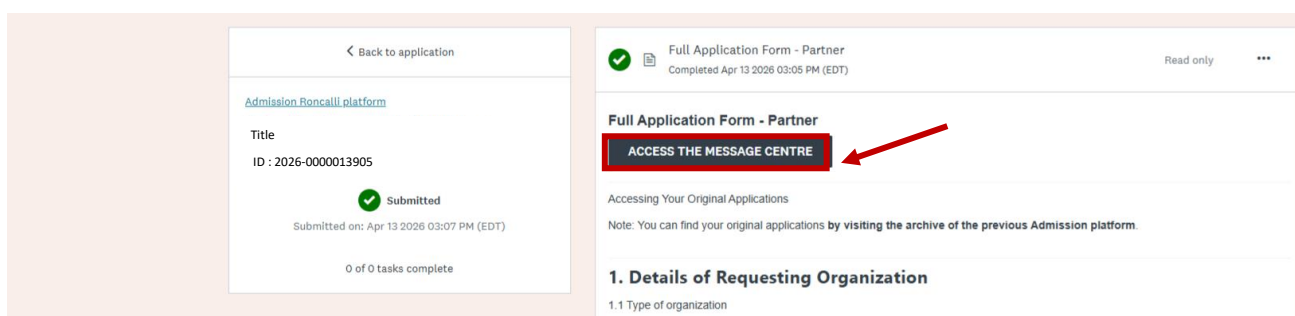 Back to application
Admission Roncalli platform
Title
ID : 2026-0000013905
Submitted
Submitted on: Apr 13 2026 03:07 PM (EDT)
0 of 0 tasks complete
Full Application Form - Partner
Completed Apr 13 2026 03:05 PM (EDT)
Read only
Full Application Form - Partner
ACCESS THE MESSAGE CENTRE
Accessing Your Original Applications
Note: You can find your original applications by visiting the archive of the previous Admission platform.
1. Details of Requesting Organization
1.1 Type of organization